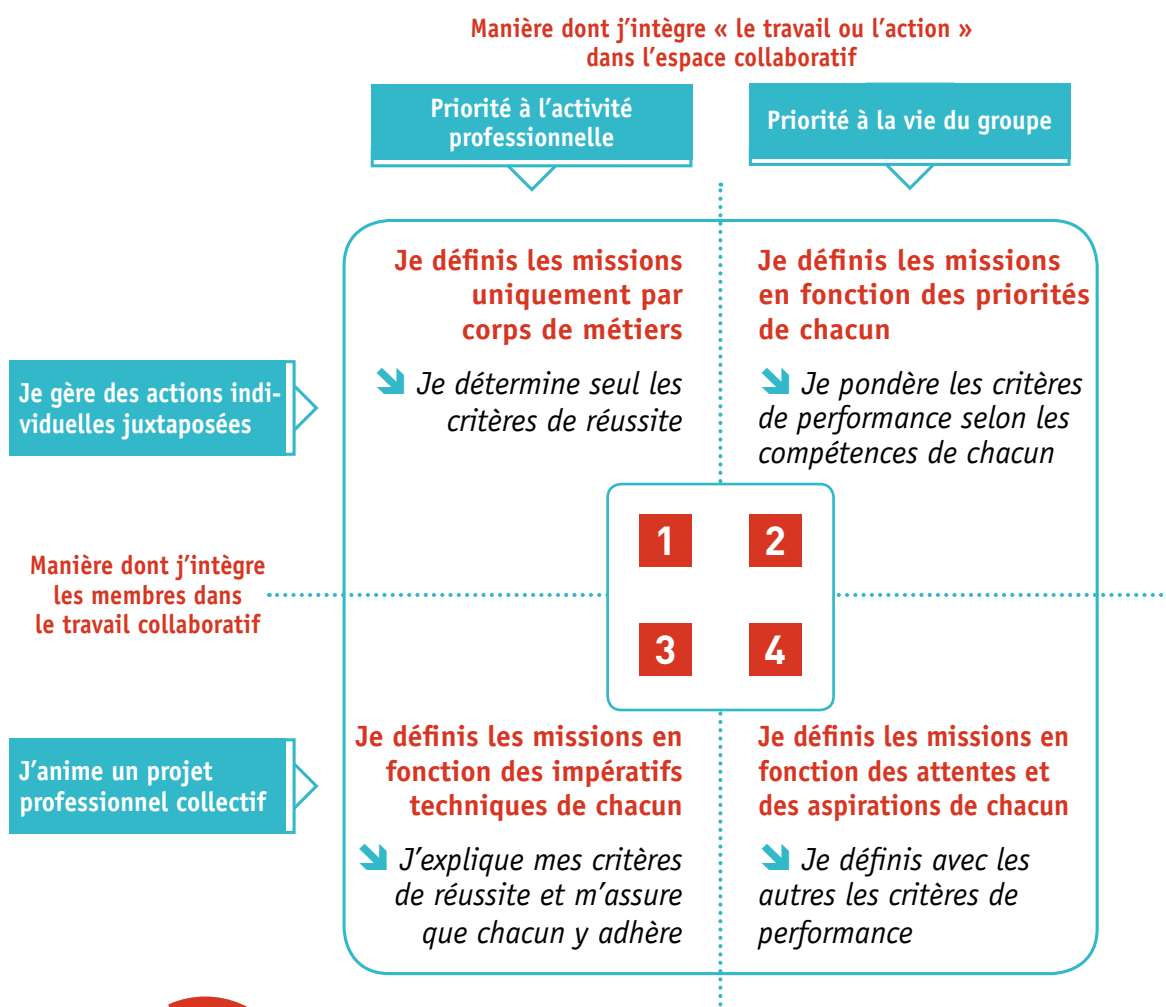 Manière dont j’intègre « le travail ou l’action »
dans l’espace collaboratif
Priorité à l’activité
professionnelle
Priorité à la vie du groupe
Je gère des actions indi-
viduelles juxtaposées
Je définis les missions
uniquement par
corps de métiers
Je détermine seul les
critères de réussite
Je définis les missions
en fonction des priorités
de chacun
Je pondère les critères
de performance selon les
compétences de chacun
1
2
Manière dont j’intègre
les membres dans
le travail collaboratif
3
4
J’anime un projet
professionnel collectif
Je définis les missions en
fonction des impératifs
techniques de chacun
J’explique mes critères
de réussite et m’assure
que chacun y adhère
Je définis les missions en
fonction des attentes et
des aspirations de chacun
Je définis avec les
autres les critères de
performance